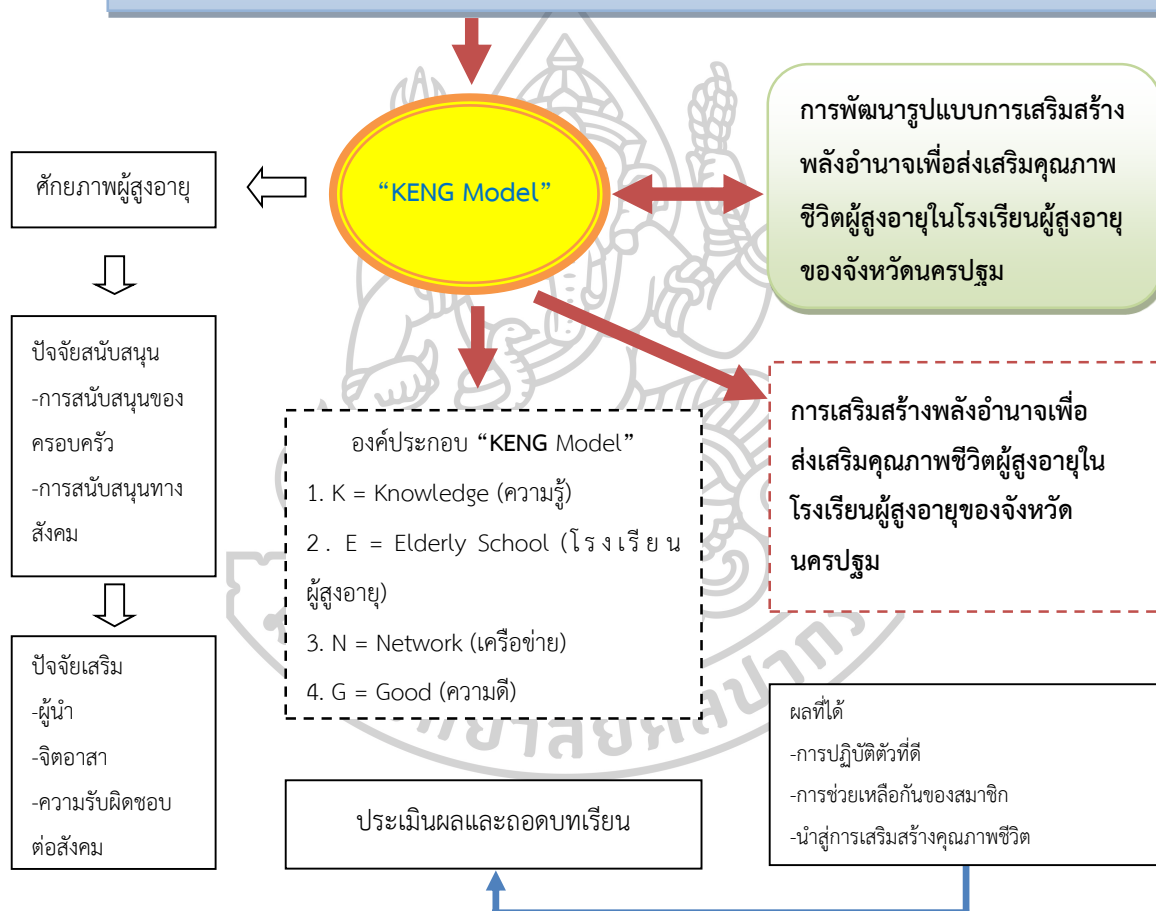 “KENG Model”
การพัฒนารูปแบบการเสริมสร้าง
พลังอำนาจเพื่อส่งเสริมคุณภาพ
ชีวิตผู้สูงอายุในโรงเรียนผู้สูงอายุ
ของจังหวัดนครปฐม
ศักยภาพผู้สูงอายุ
ปัจจัยสนับสนุน
-การสนับสนุนของ
ครอบครัว
-การสนับสนุนทาง
สังคม
ปัจจัยเสริม
-ผู้นำ
-จิตอาสา
-ความรับผิดชอบ
ต่อสังคม
องค์ประกอบ “KENG Model”
1. K = Knowledge (ความรู้)
2. E = Elderly School (โรงเรียน
ผู้สูงอายุ)
3. N = Network (เครือข่าย)
4. G = Good (ความดี)
ประเมินผลและถอดบทเรียน
การเสริมสร้างพลังอำนาจเพื่อ
ส่งเสริมคุณภาพชีวิตผู้สูงอายุใน
โรงเรียนผู้สูงอายุของจังหวัด
นครปฐม
ผลที่ได้
-การปฏิบัติตัวที่ดี
-การช่วยเหลือกันของสมาชิก
-นำสู่การเสริมสร้างคุณภาพชีวิต